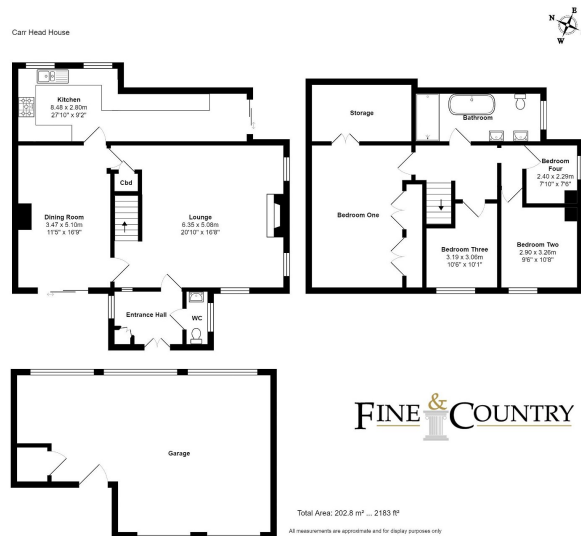 Carr Head House
N
E
W
Kitchen
8.48 x 2.80m
27'10" x 9'2"
Cbd
Dining Room
3.47 x 5.10m
11'5" x 16'9"
Lounge
6.35 x 5.08m
20'10" x 16'8"
Entrance Hall
WC
Storage
Bathroom
Bedroom
Four
2.40 x 2.29m
7'10" x 7'6"
Bedroom One
Bedroom Three
3.19 x 3.06m
10'6" x 10'1"
Bedroom Two
2.90 x 3.26m
9'6" x 10'8"
Garage
FINE & COUNTRY
Total Area: 202.8 m² ... 2183 ft²
All measurements are approximate and for display purposes only